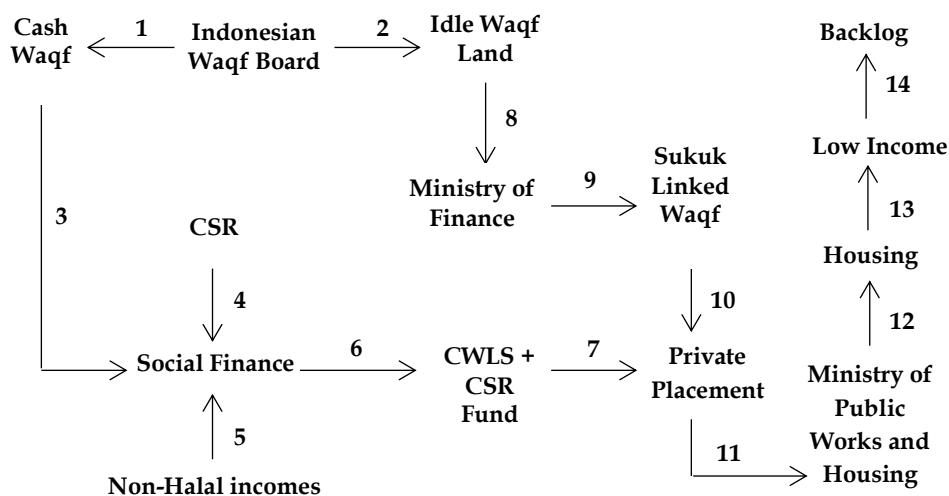 Cash
Waqf
1
Indonesian
Waqf Board
2
Idle Waqf
Land
Backlog
14
8
Low Income
Ministry of
Finance
9
Sukuk
Linked
Waqf
13
3
CSR
Housing
4
10
12
Social Finance
6
CWLS +
CSR
Fund
7
Private
Placement
Ministry of
Public
Works and
Housing
5
11
Non-Halal incomes